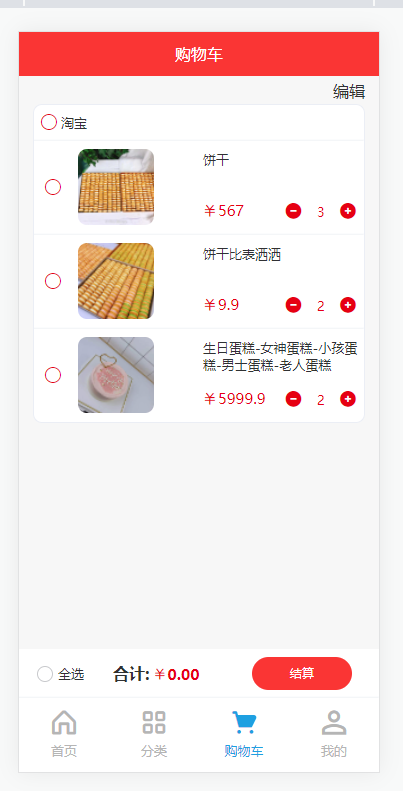 购物车
编辑
淘宝
饼干
￥567
3
饼干比表洒洒
￥9.9
2
生日蛋糕-女神蛋糕-小孩蛋
糕-男士蛋糕-老人蛋糕
￥5999.9
2
全选 合计:￥0.00 结算
首页 分类 购物车 我的